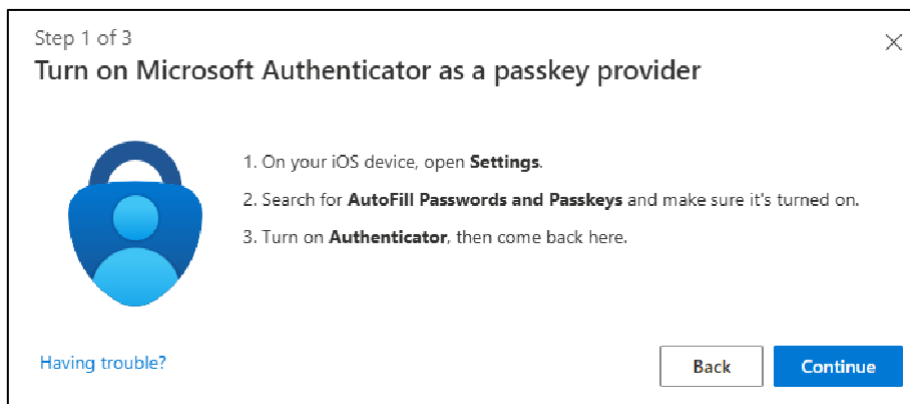 Step 1 of 3
Turn on Microsoft Authenticator as a passkey provider
1. On your iOS device, open Settings.
2. Search for AutoFill Passwords and Passkeys and make sure it's turned on.
3. Turn on Authenticator, then come back here.
Having trouble?
Back
Continue